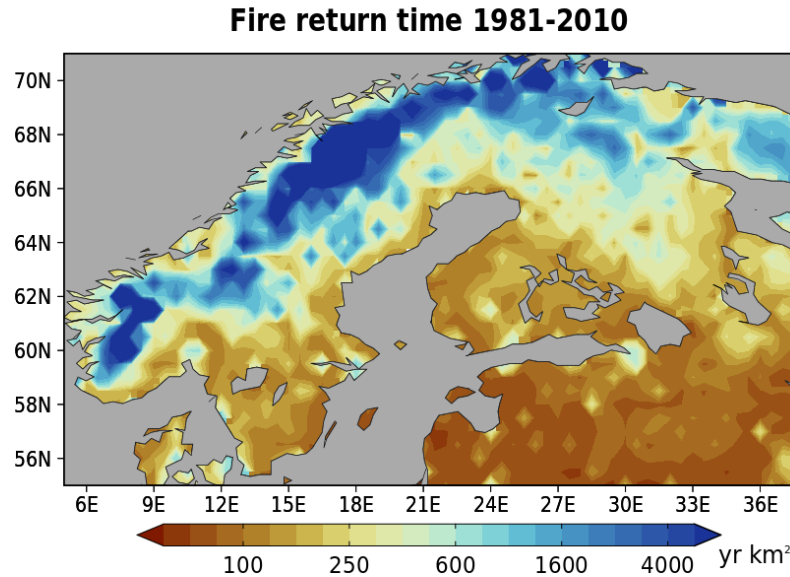 Fire return time 1981-2010
70N
68N
66N
64N
62N
60N
58N
56N
6E 9E 12E 15E 18E 21E 24E 27E 30E 33E 36E
100 250 600 1600 4000 yr km²